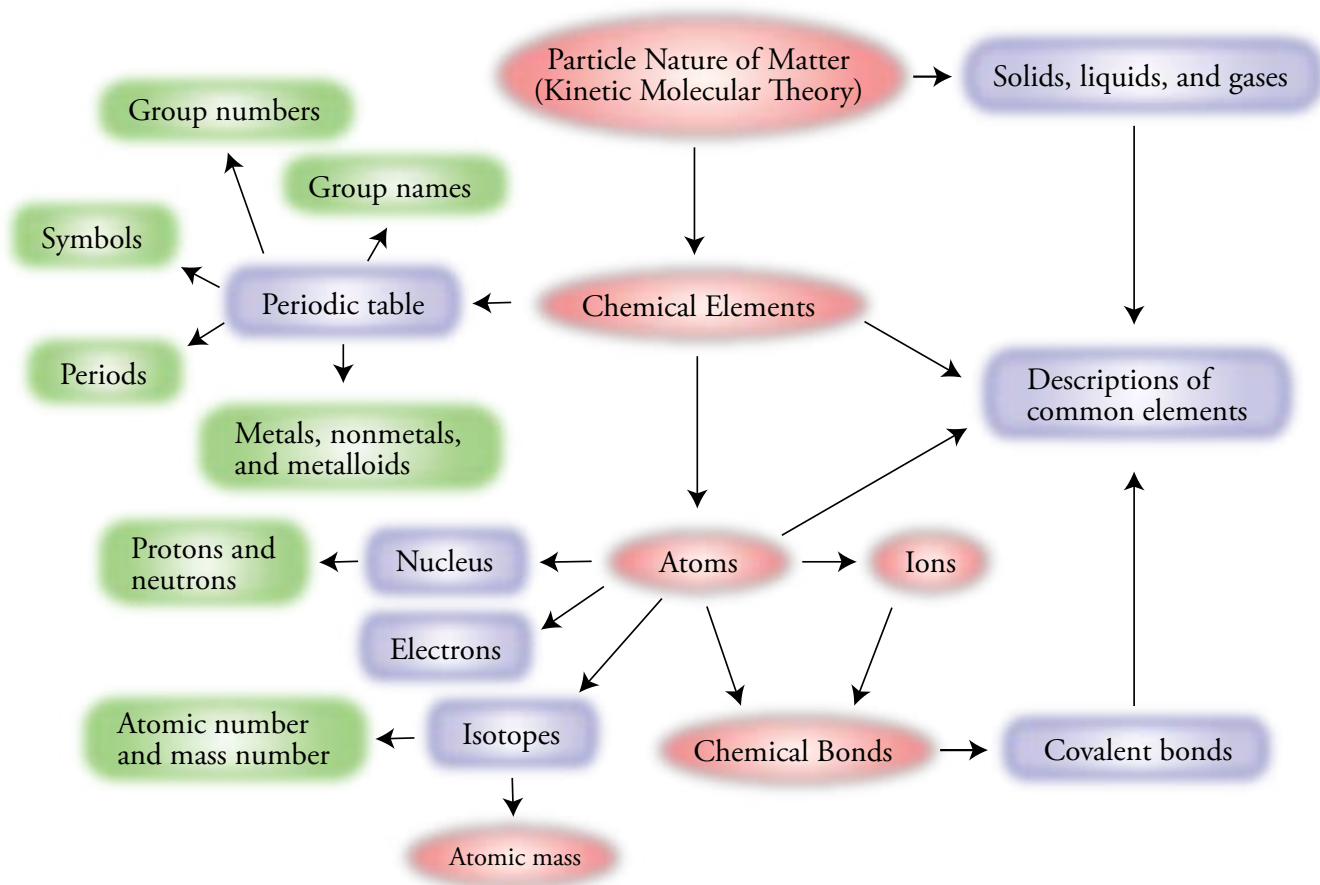 Particle Nature of Matter
(Kinetic Molecular Theory)
Solids, liquids, and gases
Group numbers
Group names
Symbols
Periodic table
Chemical Elements
Periods
Descriptions of
common elements
Metals, nonmetals,
and metalloids
Protons and
neutrons
Nucleus
Atoms
Ions
Electrons
Atomic number
and mass number
Isotopes
Chemical Bonds
Covalent bonds
Atomic mass